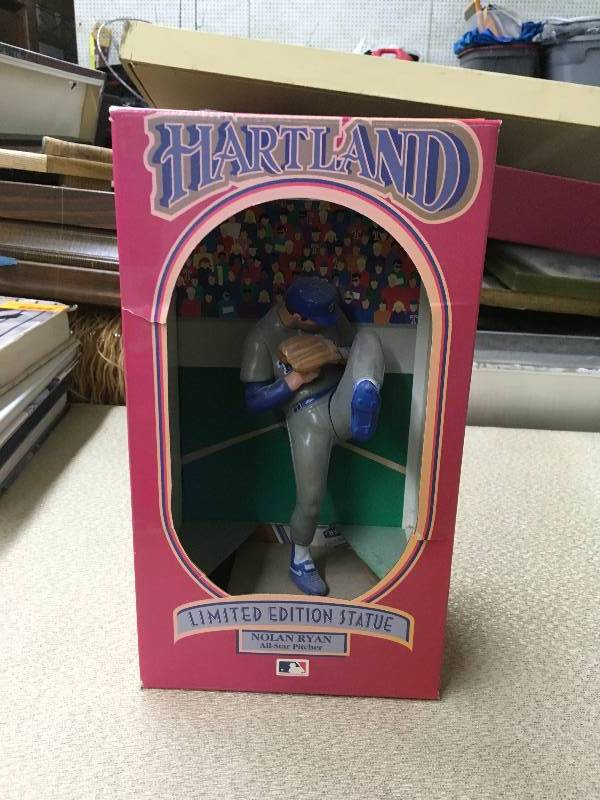 HARTLAND
LIMITED EDITION STATUE
NOLAN RYAN
All-Star Pitcher